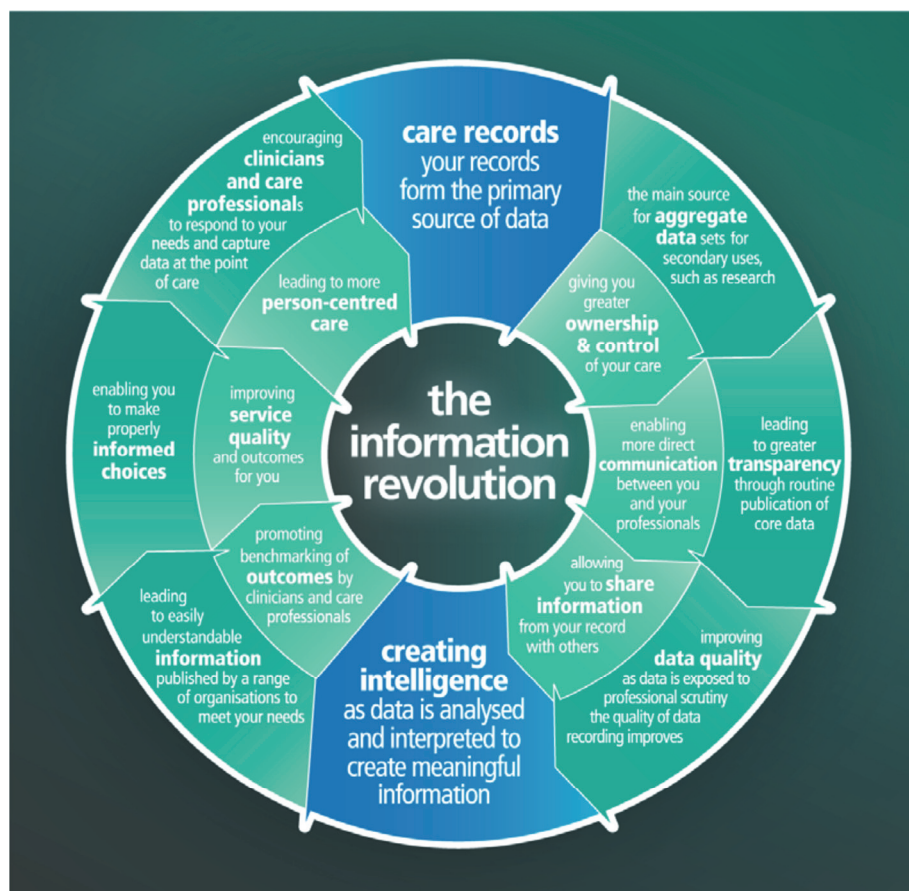 care records
your records
form the primary
source of data
the main source
for aggregate
data sets for
secondary uses,
such as research
giving you
greater
ownership
& control
of your care
leading
to greater
transparency
through routine
publication of
core data
enabling
more direct
communication
between you
and your
professionals
improving
data quality
as data is exposed to
professional scrutiny
the quality of data
recording improves
allowing
you to share
information
from your record
with others
creating
intelligence
as data is analysed
and interpreted to
create meaningful
information
leading
to easily
understandable
information
published by a range
of organisations to
meet your needs
promoting
benchmarking of
outcomes by
clinicians and care
professionals
enabling you
to make
properly
informed
choices
improving
service
quality
and outcomes
for you
encouraging
clinicians
and care
professionals
to respond to your
needs and capture
data at the point
of care
leading to more
person-centred
care
the
information
revolution